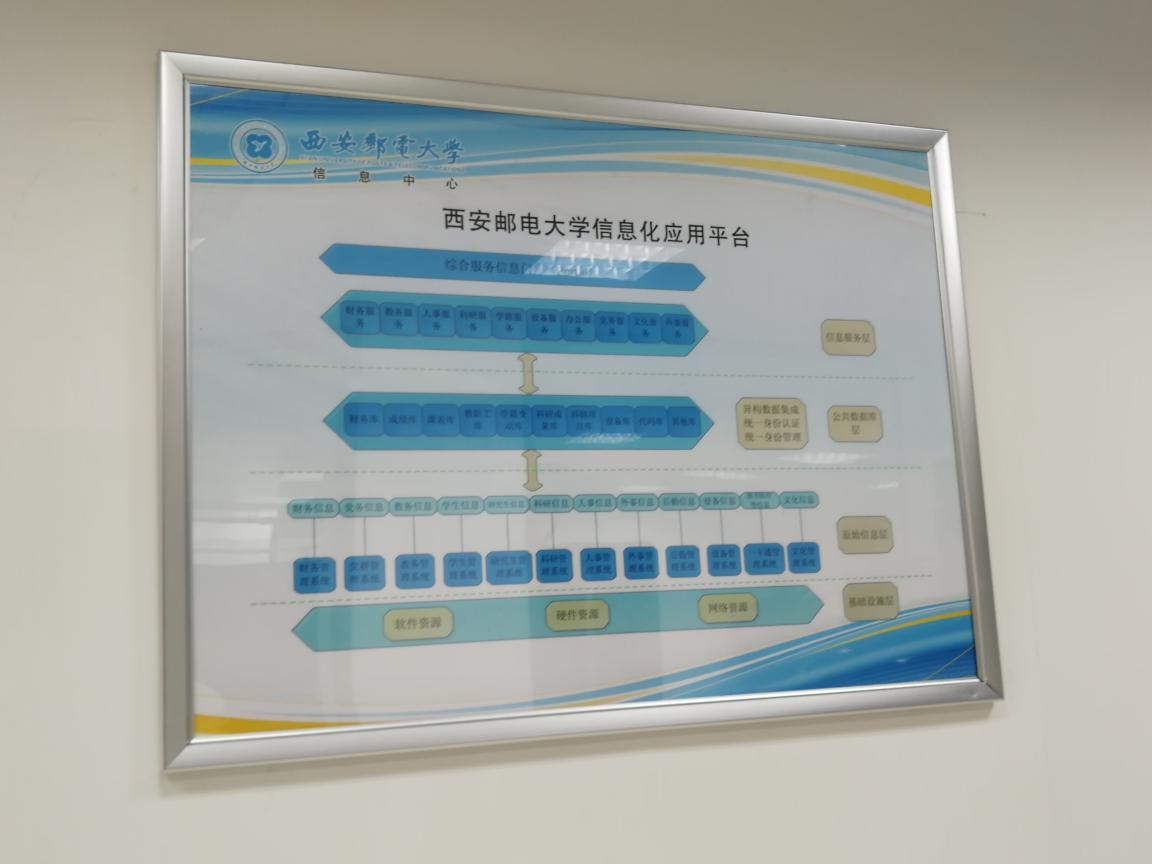 西安郵電大学
XI'AN UNIVERSITY OF POSTS & TELECOMMUNICATIONS
信息中心
西安邮电大学信息化应用平台
综合服务信息
财务服务 教务服务 人事服务 科研服务 学籍服务 设备服务 办公服务 党务服务 文化服务 外事服务
信息服务层
财务库 成绩库 课表库 教职工库 学籍变动库 科研成果库 科研项目库 设备库 代码库 其他库
异构数据集成
统一身份认证
统一身份管理
公共数据库层
财务信息 党务信息 教务信息 学生信息 研究生信息 科研信息 人事信息 外事信息 后勤信息 设备信息 文化信息
原始信息层
财务管理系统 党群管理系统 教务管理系统 学生管理系统 研究生管理系统 科研管理系统 人事管理系统 外事管理系统 后勤管理系统 设备管理系统 一卡通管理系统 文化管理系统
软件资源 硬件资源 网络资源
基础设施层